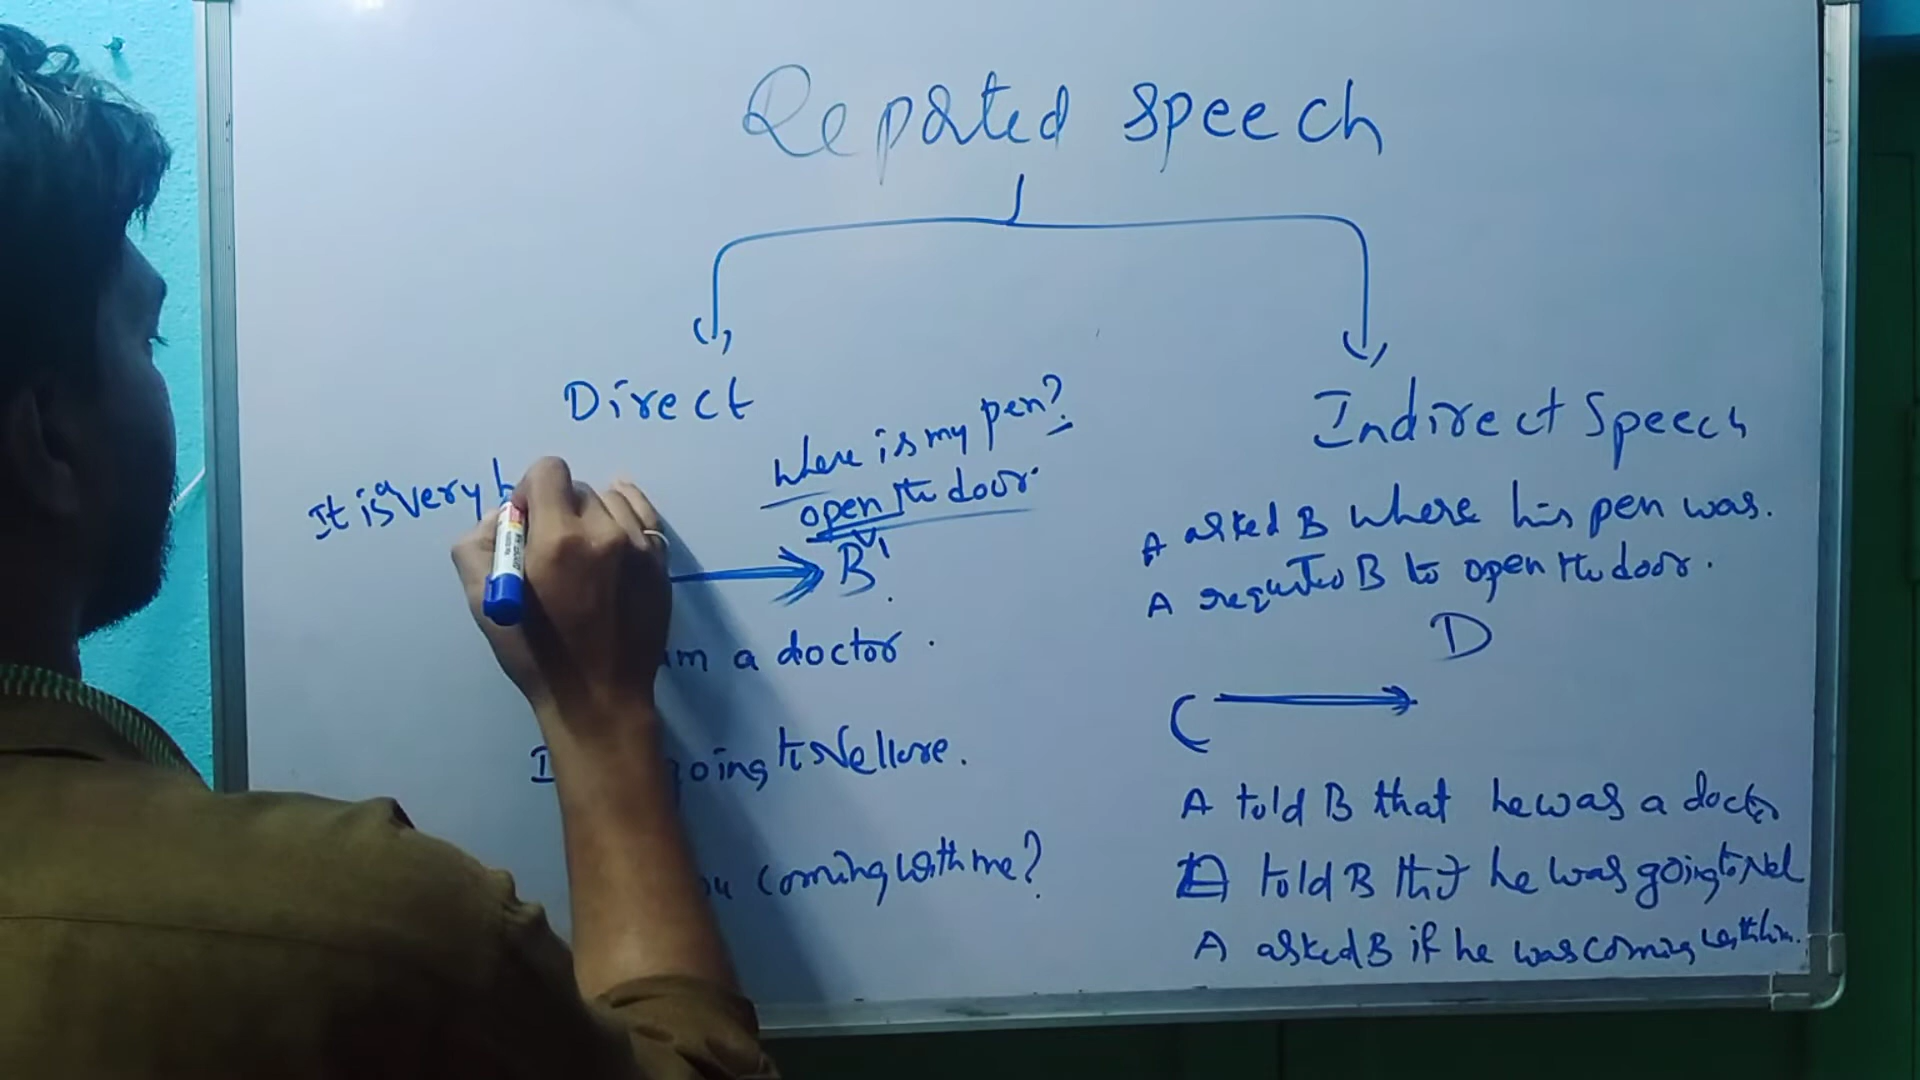 Reported speech
Direct
Indirect Speech
Where is my pen?
open the door.
V1
It is a very
B
am a doctor.
I going to Nellore.
coming with me?
A asked B where his pen was.
A requested B to open the door.
D
C
A told B that he was a doctor
A told B that he was going to Nel
A asked B if he was coming with him.